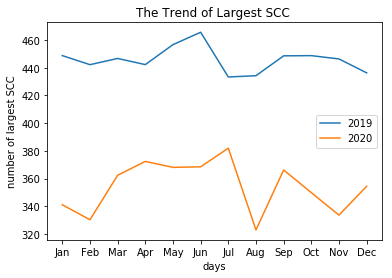 The Trend of Largest SCC
number of largest SCC
460
440
420
400
380
360
340
320
2019
2020
Jan Feb Mar Apr May Jun Jul Aug Sep Oct Nov Dec
days